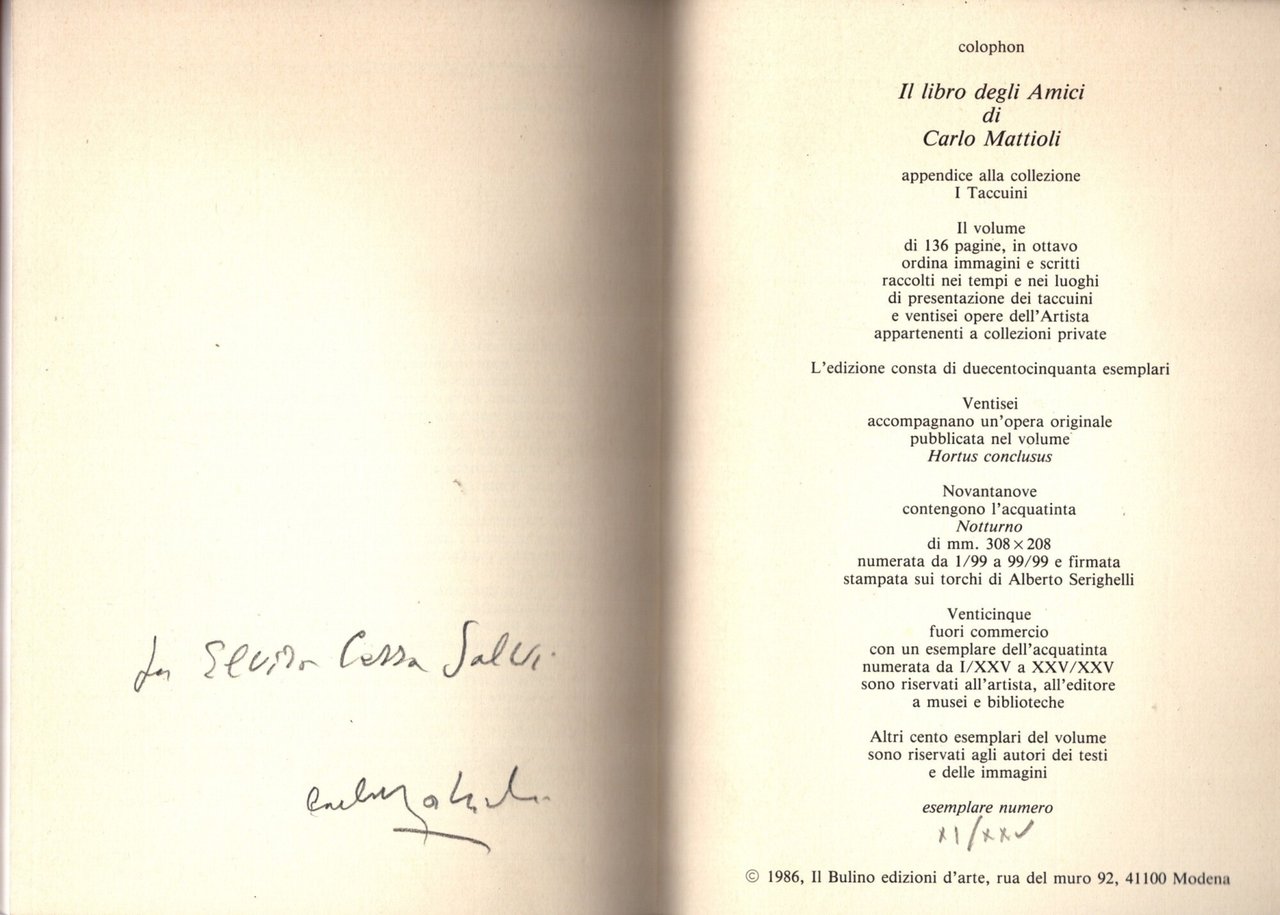 per Elvira Cassa Salvi.
Carlo Mattioli
colophon
Il libro degli Amici
di
Carlo Mattioli
appendice alla collezione
I Taccuini
Il volume
di 136 pagine, in ottavo
ordina immagini e scritti
raccolti nei tempi e nei luoghi
di presentazione dei taccuini
e ventisei opere dell'Artista
appartenenti a collezioni private
L'edizione consta di duecentocinquanta esemplari
Ventisei
accompagnano un'opera originale
pubblicata nel volume
Hortus conclusus
Novantanove
contengono l'acquatinta
Notturno
di mm. 308×208
numerata da 1/99 a 99/99 e firmata
stampata sui torchi di Alberto Serighelli
Venticinque
fuori commercio
con un esemplare dell'acquatinta
numerata da I/XXV a XXV/XXV
sono riservati all'artista, all'editore
a musei e biblioteche
Altri cento esemplari del volume
sono riservati agli autori dei testi
e delle immagini
esemplare numero
XI/XXV
© 1986, Il Bulino edizioni d'arte, rua del muro 92, 41100 Modena